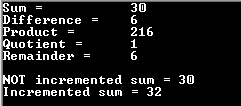 Sum =          30
Difference =   6
Product =      216
Quotient =     1
Remainder =    6
NOT incremented sum = 30
Incremented sum = 32